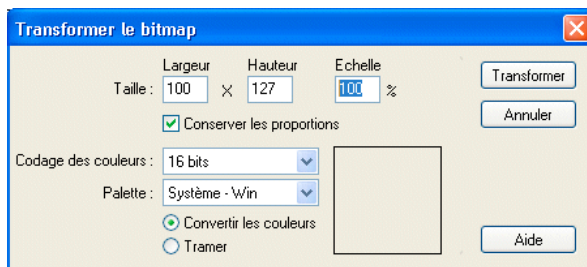 Transformer le bitmap
Largeur Hauteur Echelle
Taille : 100 X 127 100 %
Transformer
Conserver les proportions
Annuler
Codage des couleurs : 16 bits
Palette : Système - Win
Convertir les couleurs
Tramer
Aide